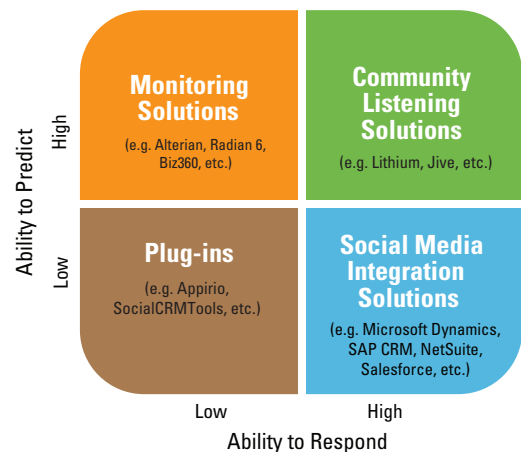 Monitoring
Solutions
(e.g. Alterian, Radian 6,
Biz360, etc.)
Community
Listening
Solutions
(e.g. Lithium, Jive, etc.)
Ability to Predict
High
Low
Plug-ins
(e.g. Appirio,
SocialCRMTools, etc.)
Social Media
Integration
Solutions
(e.g. Microsoft Dynamics,
SAP CRM, NetSuite,
Salesforce, etc.)
Low
High
Ability to Respond